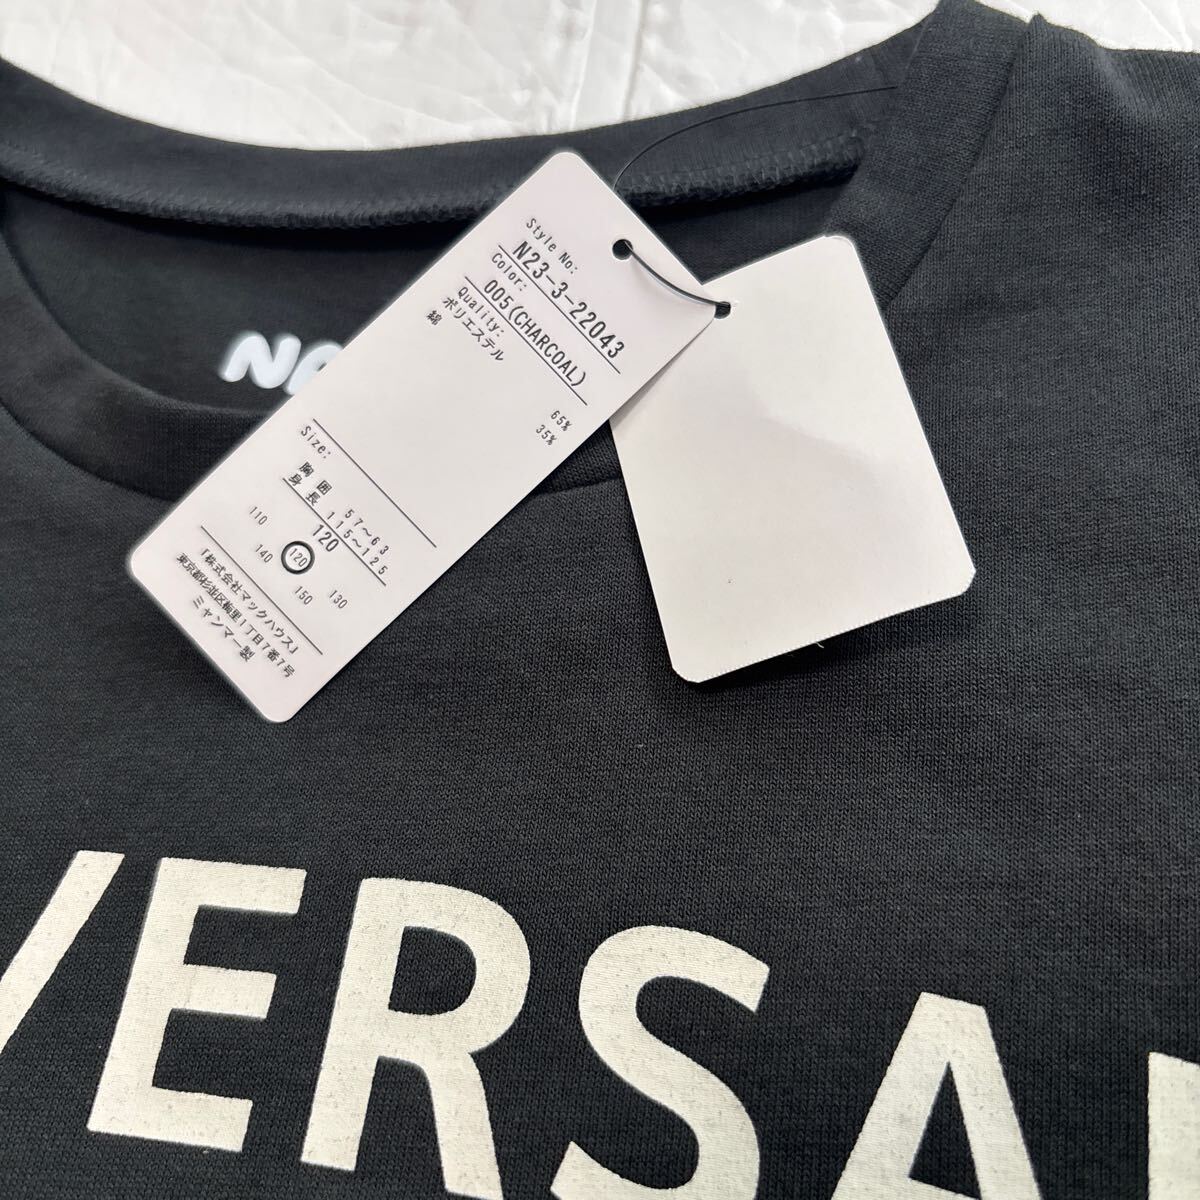 Style No:
N23-3-22043
Color:
005(CHARCOAL)
Quality:
ポリエステル 65%
綿 35%
Size:
胸囲 57～63
身長 115～125
120
110 120 130
140 150
「株式会社マックハウス」
東京都杉並区梅里1丁目7番7号
ミャンマー製
VERSA